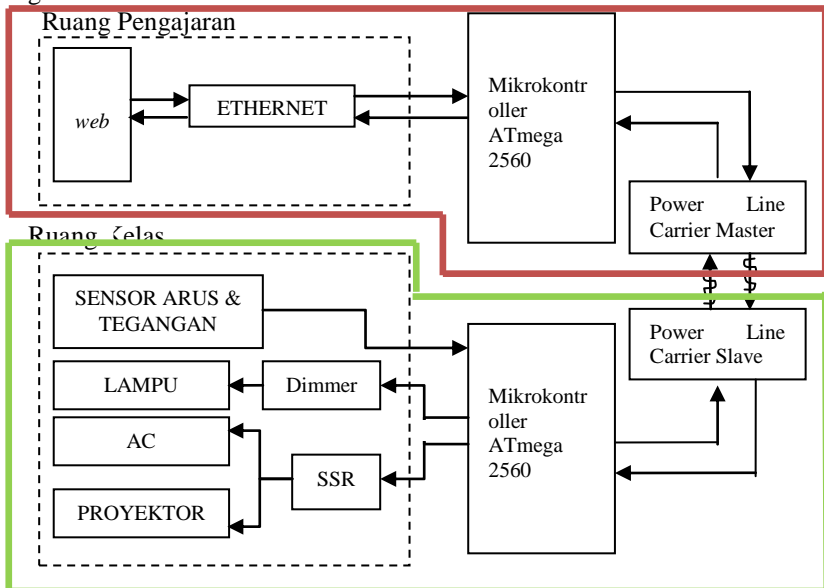 Ruang Pengajaran
web
ETHERNET
Mikrokontr
oller
ATmega
2560
Power Line
Carrier Master
Ruang Kelas
SENSOR ARUS &
TEGANGAN
LAMPU
Dimmer
AC
SSR
PROYEKTOR
Mikrokontr
oller
ATmega
2560
Power Line
Carrier Slave